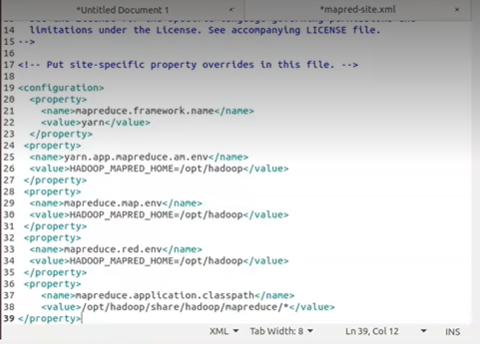 *Untitled Document 1
*mapred-site.xml
14 limitations under the License. See accompanying LICENSE file.
15 -->
16
17 <!-- Put site-specific property overrides in this file. -->
18
19 <configuration>
20 <property>
21 <name>mapreduce.framework.name</name>
22 <value>yarn</value>
23 </property>
24 <property>
25 <name>yarn.app.mapreduce.am.env</name>
26 <value>HADOOP_MAPRED_HOME=/opt/hadoop</value>
27 </property>
28 <property>
29 <name>mapreduce.map.env</name>
30 <value>HADOOP_MAPRED_HOME=/opt/hadoop</value>
31 </property>
32 <property>
33 <name>mapreduce.red.env</name>
34 <value>HADOOP_MAPRED_HOME=/opt/hadoop</value>
35 </property>
36 <property>
37 <name>mapreduce.application.classpath</name>
38 <value>/opt/hadoop/share/hadoop/mapreduce/*</value>
39 </property>
XML Tab Width: 8 Ln 39, Col 12 INS